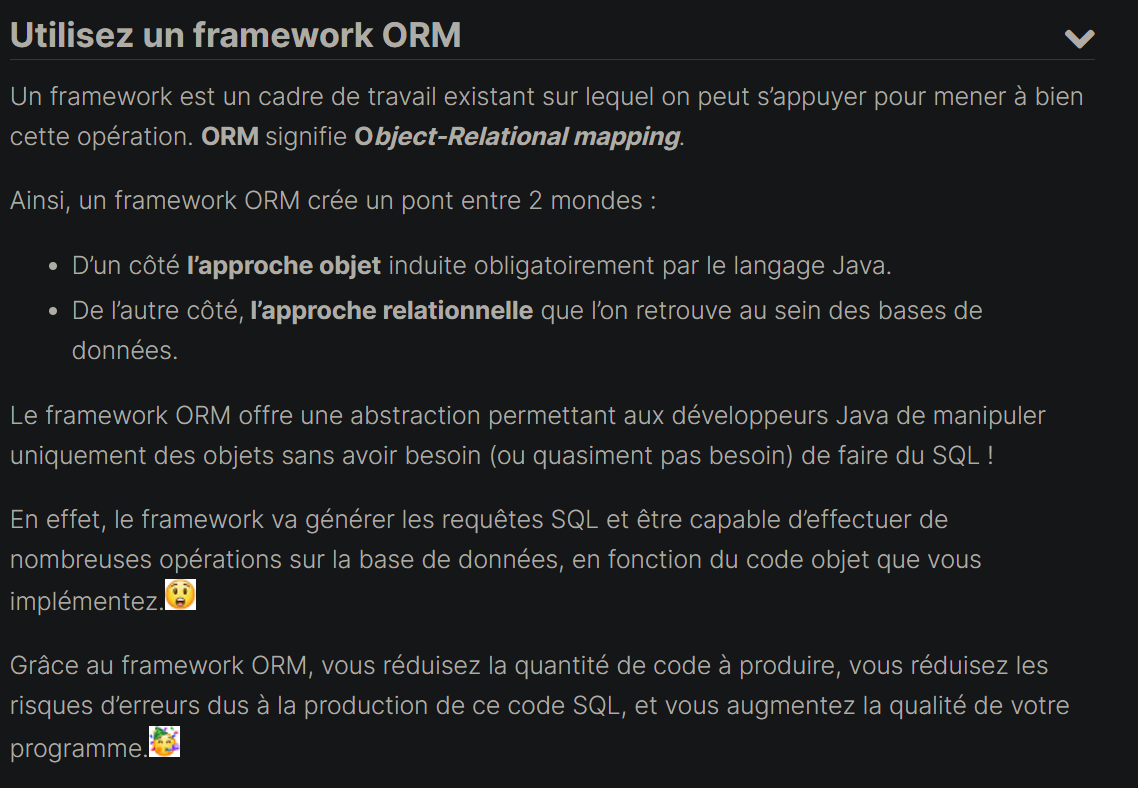 Utilisez un framework ORM
Un framework est un cadre de travail existant sur lequel on peut s’appuyer pour mener à bien
cette opération. ORM signifie Object-Relational mapping.
Ainsi, un framework ORM crée un pont entre 2 mondes :
• D’un côté l’approche objet induite obligatoirement par le langage Java.
• De l’autre côté, l’approche relationnelle que l’on retrouve au sein des bases de
données.
Le framework ORM offre une abstraction permettant aux développeurs Java de manipuler
uniquement des objets sans avoir besoin (ou quasiment pas besoin) de faire du SQL !
En effet, le framework va générer les requêtes SQL et être capable d’effectuer de
nombreuses opérations sur la base de données, en fonction du code objet que vous
implémentez.😲
Grâce au framework ORM, vous réduisez la quantité de code à produire, vous réduisez les
risques d’erreurs dus à la production de ce code SQL, et vous augmentez la qualité de votre
programme.🥳